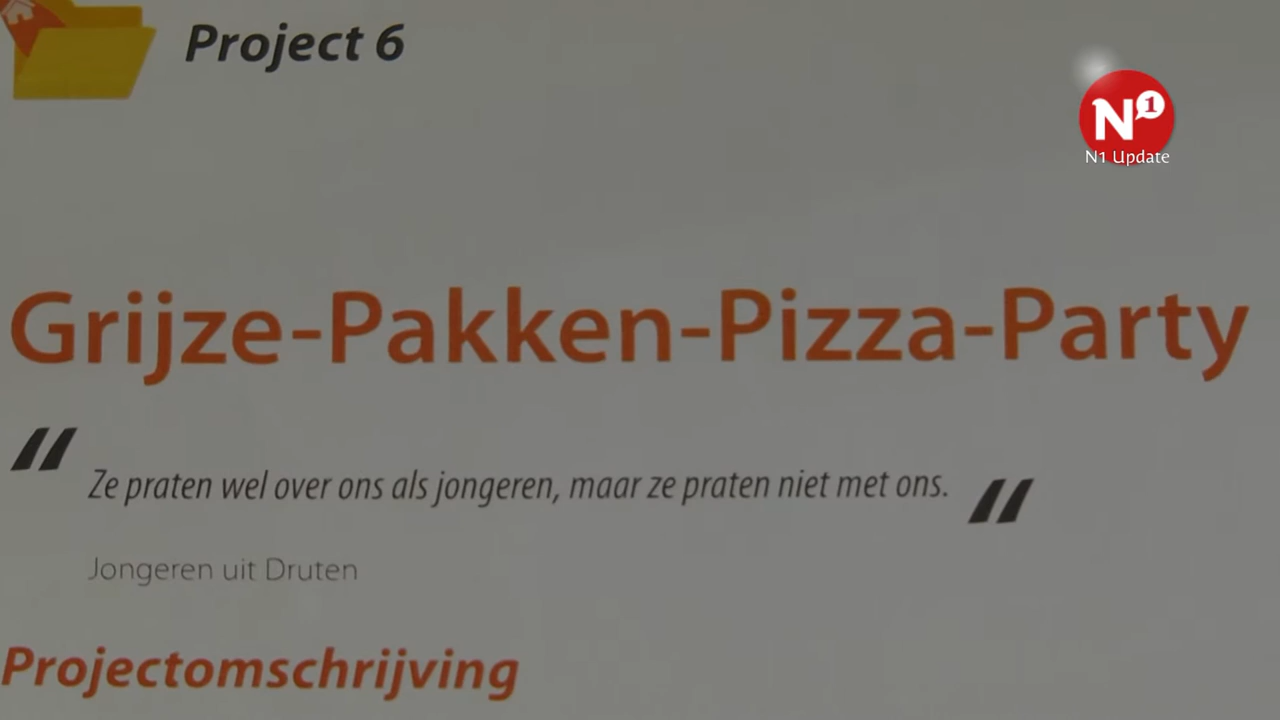 Project 6
N1
N1 Update
Grijze-Pakken-Pizza-Party
“ Ze praten wel over ons als jongeren, maar ze praten niet met ons. “
Jongeren uit Druten
Projectomschrijving